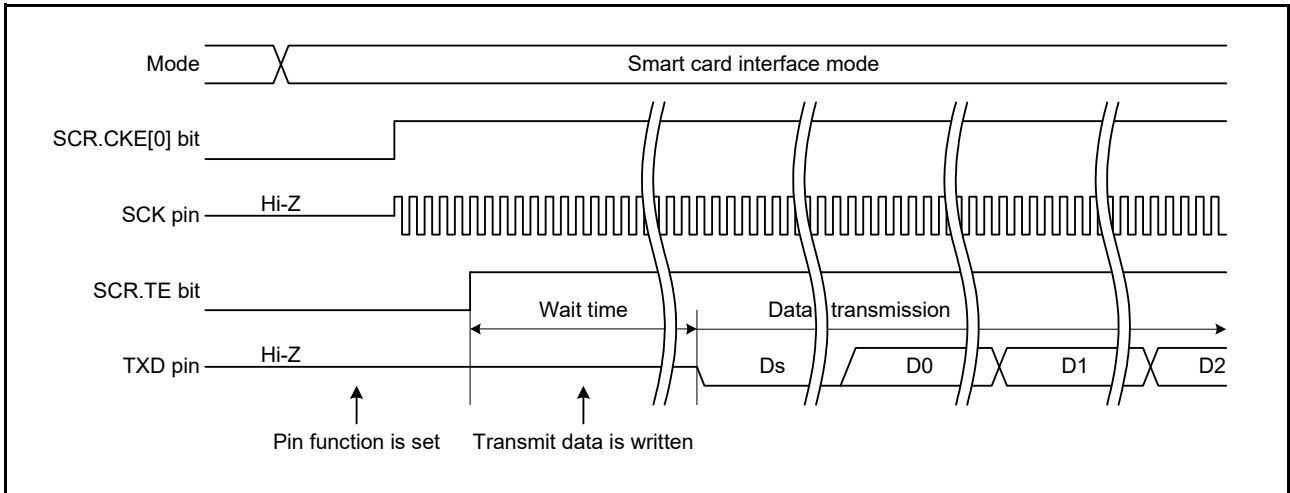 Mode
Smart card interface mode
SCR.CKE[0] bit
SCK pin
Hi-Z
SCR.TE bit
Wait time
Data transmission
TXD pin
Hi-Z
Ds
D0
D1
D2
Pin function is set
Transmit data is written